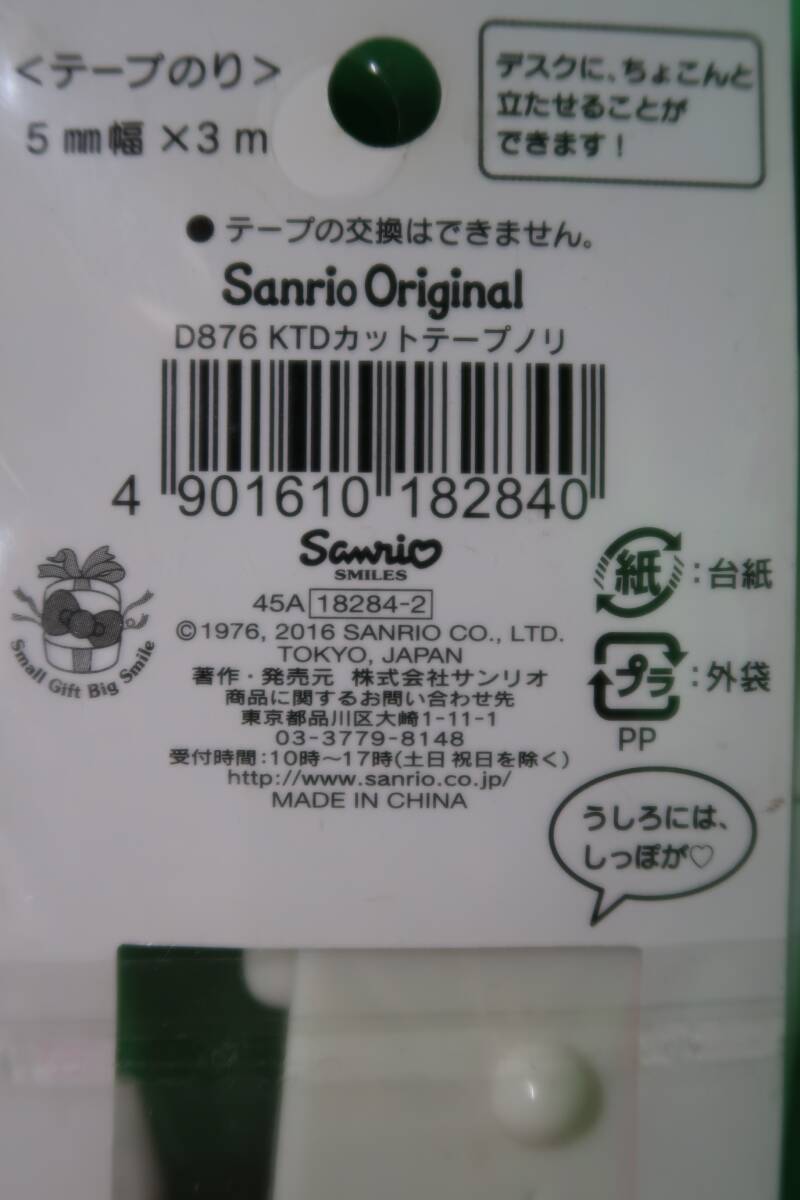 <テープのり>
5mm幅×3m
デスクに、ちょこんと
立たせることが
できます!
●テープの交換はできません。
Sanrio Original
D876 KTDカットテープノリ
4 901610 182840
Sanrio
SMILES
45A 18284-2
©1976, 2016 SANRIO CO., LTD.
TOKYO, JAPAN
著作・発売元 株式会社サンリオ
商品に関するお問い合わせ先
東京都品川区大崎1-11-1
03-3779-8148
受付時間:10時〜17時(土日祝日を除く)
http://www.sanrio.co.jp/
MADE IN CHINA
Small Gift Big Smile
紙:台紙
プラ:外袋
PP
うしろには、
しっぽが♡